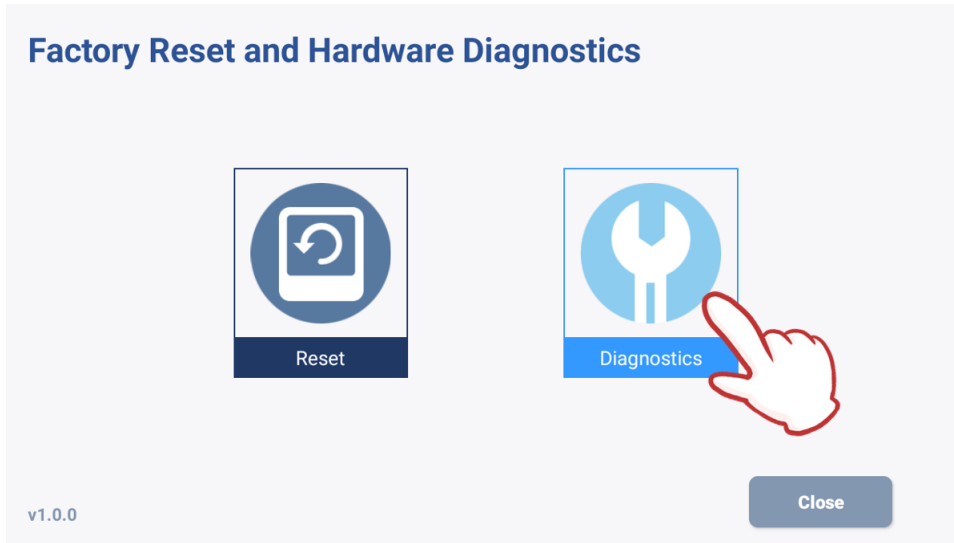 Factory Reset and Hardware Diagnostics
Reset
Diagnostics
v1.0.0
Close